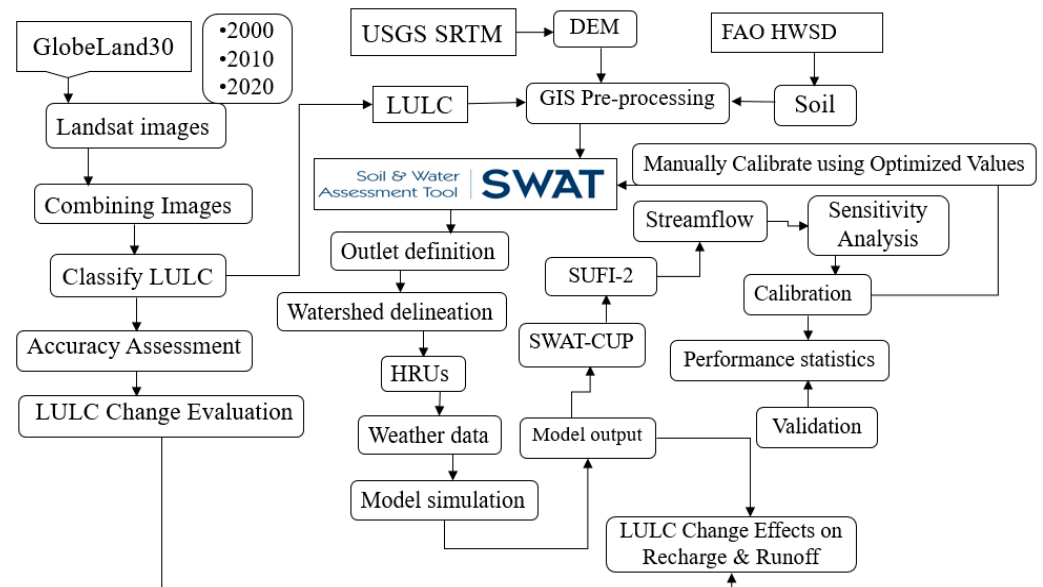 GlobeLand30
•2000
•2010
•2020
Landsat images
Combining Images
Classify LULC
Accuracy Assessment
LULC Change Evaluation
USGS SRTM
DEM
FAO HWSD
LULC
GIS Pre-processing
Soil
Soil & Water
Assessment Tool
SWAT
Manually Calibrate using Optimized Values
Outlet definition
Watershed delineation
HRUs
Weather data
Model simulation
Model output
SWAT-CUP
SUFI-2
Streamflow
Sensitivity
Analysis
Calibration
Performance statistics
Validation
LULC Change Effects on
Recharge & Runoff